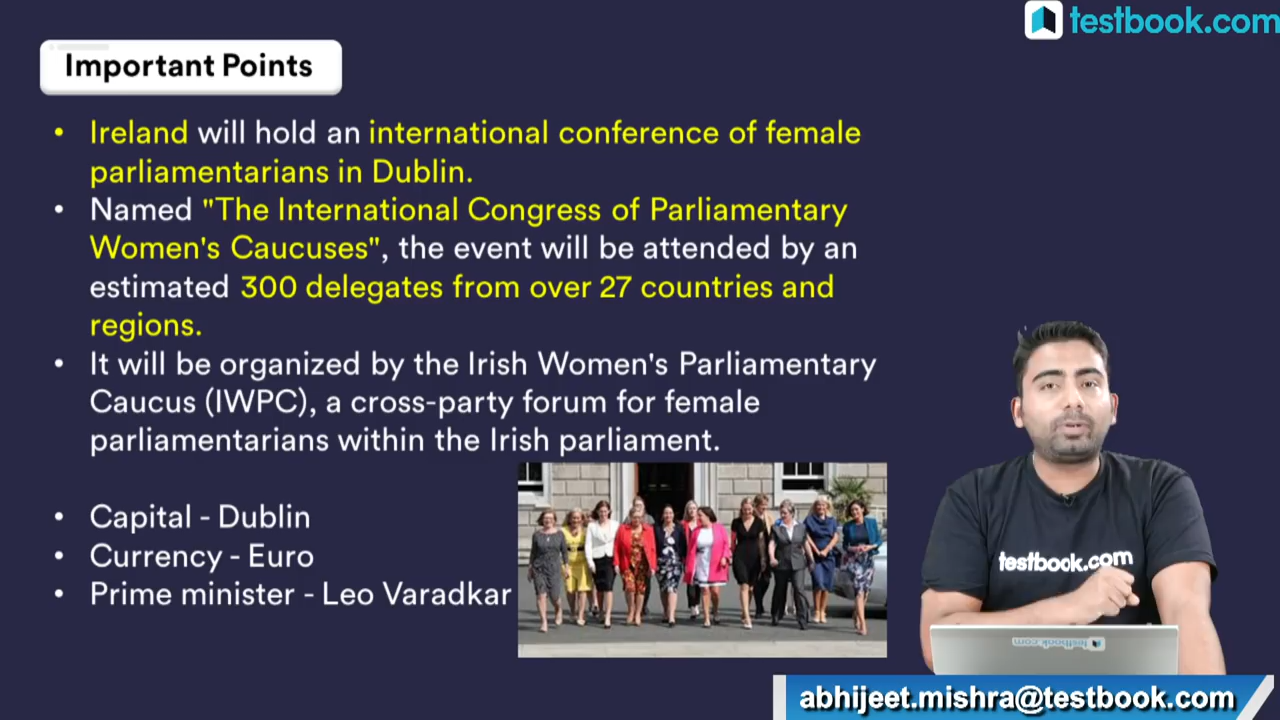 testbook.com
Important Points
• Ireland will hold an international conference of female
parliamentarians in Dublin.
• Named "The International Congress of Parliamentary
Women's Caucuses", the event will be attended by an
estimated 300 delegates from over 27 countries and
regions.
• It will be organized by the Irish Women's Parliamentary
Caucus (IWPC), a cross-party forum for female
parliamentarians within the Irish parliament.
• Capital - Dublin
• Currency - Euro
• Prime minister - Leo Varadkar
testbook.com
testbook.com
abhijeet.mishra@testbook.com